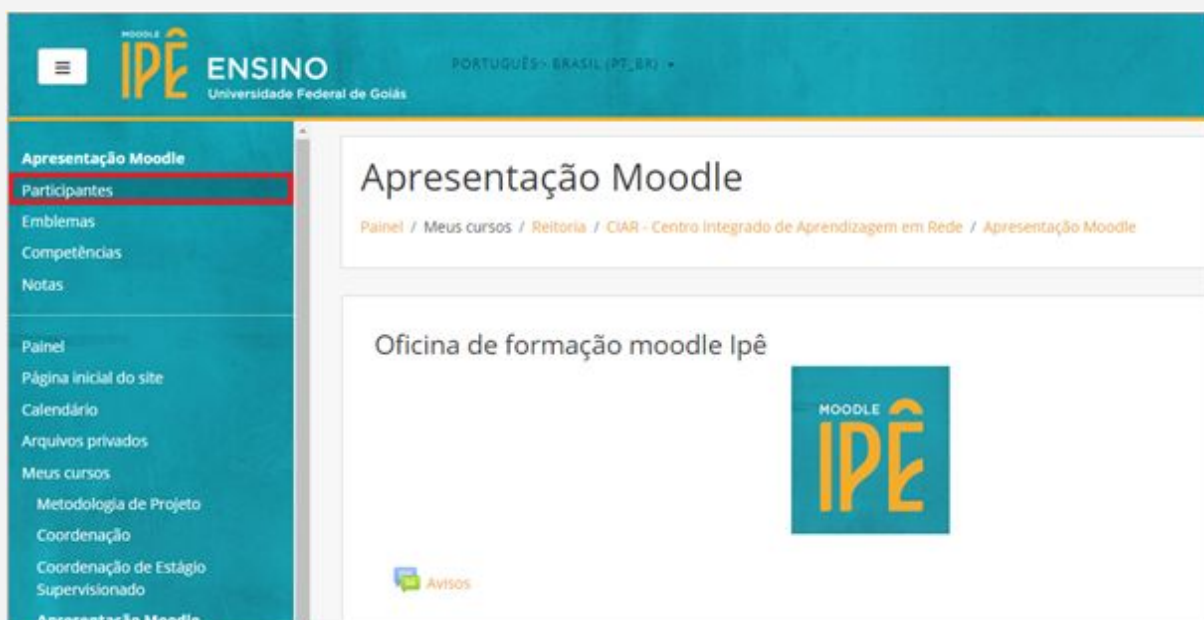 MOODLE
IPÊ
ENSINO
Universidade Federal de Goiás
PORTUGUÊS - BRASIL (PT_BR)
Apresentação Moodle
Participantes
Emblemas
Competências
Notas
Painel
Página inicial do site
Calendário
Arquivos privados
Meus cursos
Metodologia de Projeto
Coordenação
Coordenação de Estágio
Supervisionado
Apresentação Moodle
Apresentação Moodle
Painel / Meus cursos / Reitoria / CIAR - Centro Integrado de Aprendizagem em Rede / Apresentação Moodle
Oficina de formação moodle Ipê
MOODLE
IPÊ
Avisos